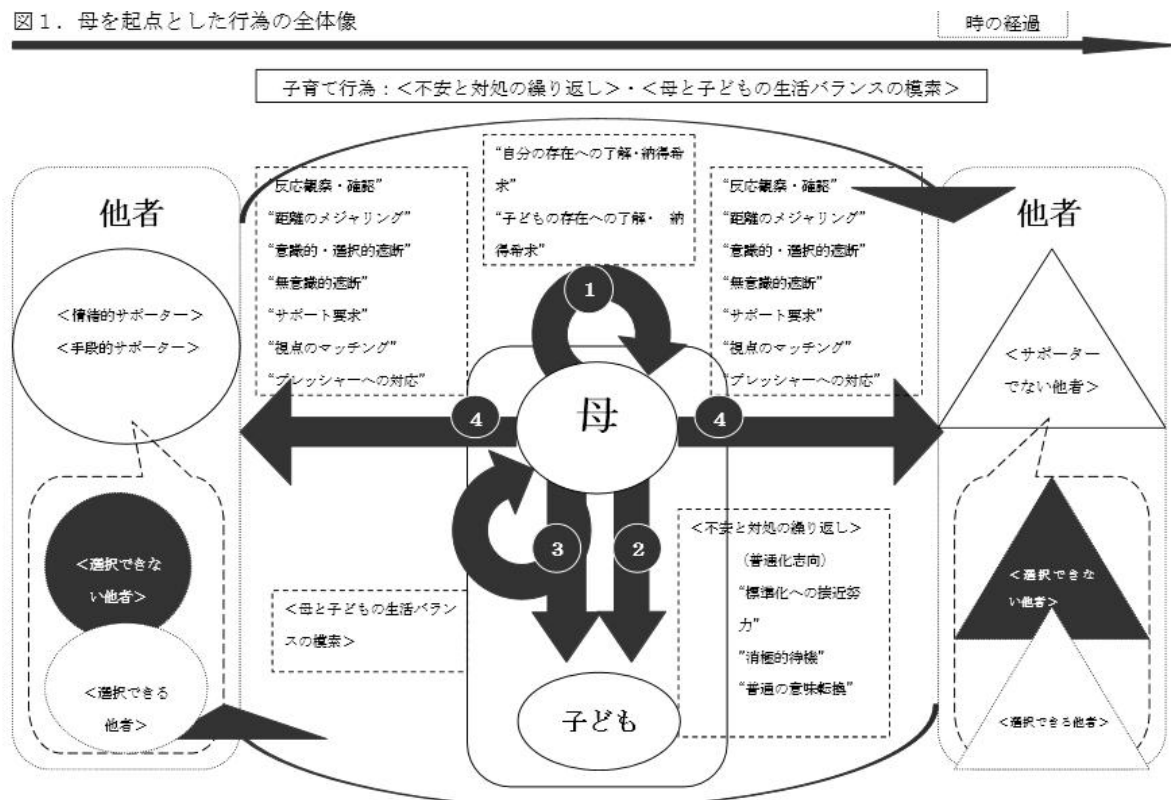 図１．母を起点とした行為の全体像
時の経過
子育て行為：＜不安と対処の繰り返し＞・＜母と子どもの生活バランスの模索＞
他者
＜情緒的サポーター＞
＜手段的サポーター＞
＜選択できな
い他者＞
＜選択できる
他者＞
“反応観察・確認”
“距離のメジャリング”
“意識的・選択的遮断”
“無意識的遮断”
“サポート要求”
“視点のマッチング”
“プレッシャーへの対応”
“自分の存在への了解・納得希
求”
“子どもの存在への了解・　納
得希求”
“反応観察・確認”
“距離のメジャリング”
“意識的・選択的遮断”
“無意識的遮断”
“サポート要求”
“視点のマッチング”
“プレッシャーへの対応”
他者
＜サポーター
でない他者＞
＜選択できな
い他者＞
＜選択できる他者＞
1
母
4
4
3
2
＜母と子どもの生活バラン
スの模索＞
＜不安と対処の繰り返し＞
（普通化志向）
“標準化への接近努
力”
”消極的待機”
“普通の意味転換”
子ども